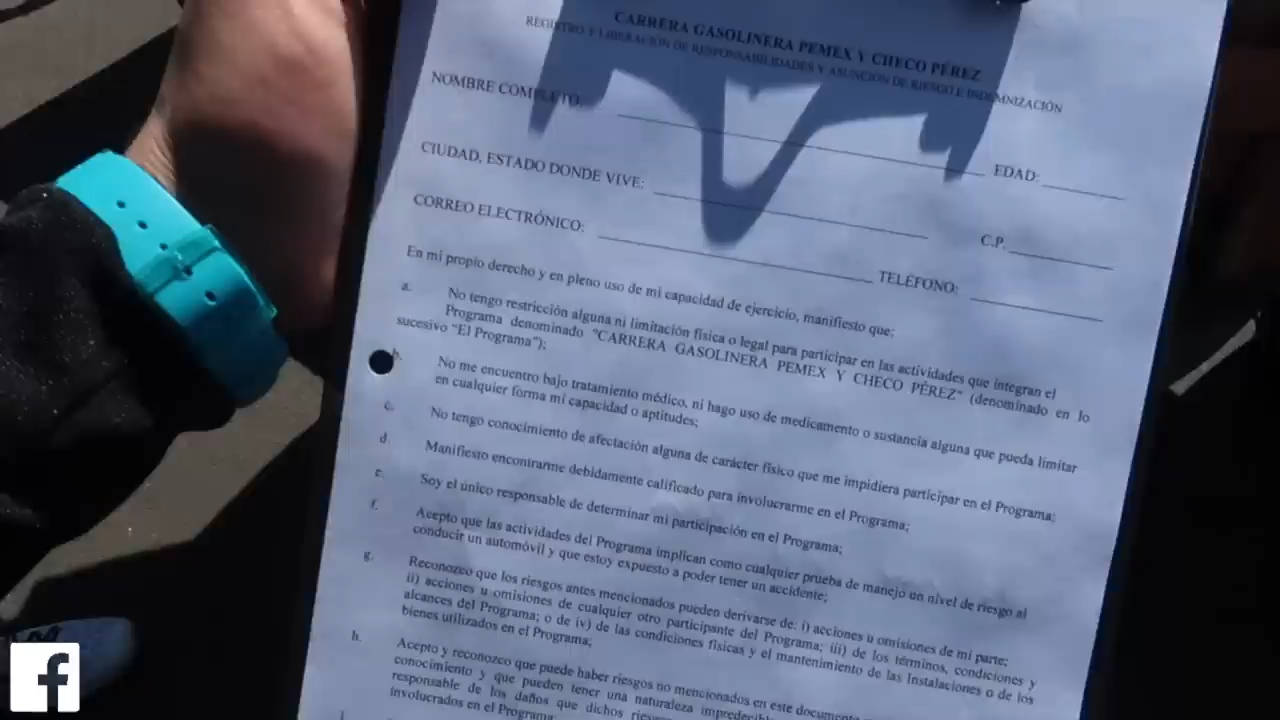 CARRERA GASOLINERA PEMEX Y CHECO PÉREZ
REGISTRO Y LIBERACIÓN DE RESPONSABILIDADES Y ASUNCIÓN DE RIESGO E INDEMNIZACIÓN
NOMBRE COMPLETO: EDAD:
CIUDAD, ESTADO DONDE VIVE: C.P.
CORREO ELECTRÓNICO: TELÉFONO:
En mi propio derecho y en pleno uso de mi capacidad de ejercicio, manifiesto que:
a. No tengo restricción alguna ni limitación física o legal para participar en las actividades que integran el
Programa denominado "CARRERA GASOLINERA PEMEX Y CHECO PÉREZ" (denominado en lo
sucesivo "El Programa");
b. No me encuentro bajo tratamiento médico, ni hago uso de medicamento o sustancia alguna que pueda limitar
en cualquier forma mi capacidad o aptitudes;
c. No tengo conocimiento de afectación alguna de carácter físico que me impidiera participar en el Programa;
d. Manifiesto encontrarme debidamente calificado para involucrarme en el Programa;
e. Soy el único responsable de determinar mi participación en el Programa;
f. Acepto que las actividades del Programa implican como cualquier prueba de manejo un nivel de riesgo al
conducir un automóvil y que estoy expuesto a poder tener un accidente;
g. Reconozco que los riesgos antes mencionados pueden derivarse de: i) acciones u omisiones de mi parte;
ii) acciones u omisiones de cualquier otro participante del Programa; iii) de los términos, condiciones y
alcances del Programa; o de iv) de las condiciones físicas y el mantenimiento de las Instalaciones o de los
bienes utilizados en el Programa;
h. Acepto y reconozco que puede haber riesgos no mencionados en este documento
conocimiento y que pueden tener una naturaleza impredecible
responsable de los daños que dichos
involucrados en el Programa